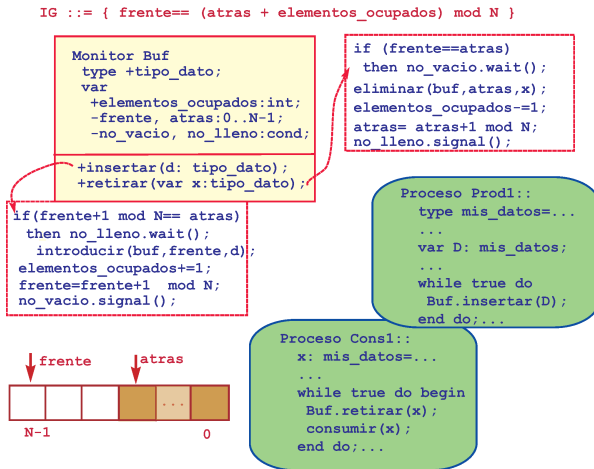 IG ::= { frente== (atras + elementos_ocupados) mod N }
Monitor Buf
type +tipo_dato;
var
+elementos_ocupados:int;
-frente, atras:0..N-1;
-no_vacio, no_lleno:cond;
+insertar(d: tipo_dato);
+retirar(var x:tipo_dato);
if (frente==atras)
then no_vacio.wait();
eliminar(buf,atras,x);
elementos_ocupados-=1;
atras= atras+1 mod N;
no_lleno.signal();
if(frente+1 mod N== atras)
then no_lleno.wait();
introducir(buf,frente,d);
elementos_ocupados+=1;
frente=frente+1 mod N;
no_vacio.signal();
Proceso Prod1::
type mis_datos=...
...
var D: mis_datos;
...
while true do
Buf.insertar(D);
end do;...
Proceso Cons1::
x: mis_datos=...
...
while true do begin
Buf.retirar(x);
consumir(x);
end do;...
frente
atras
...
N-1
0